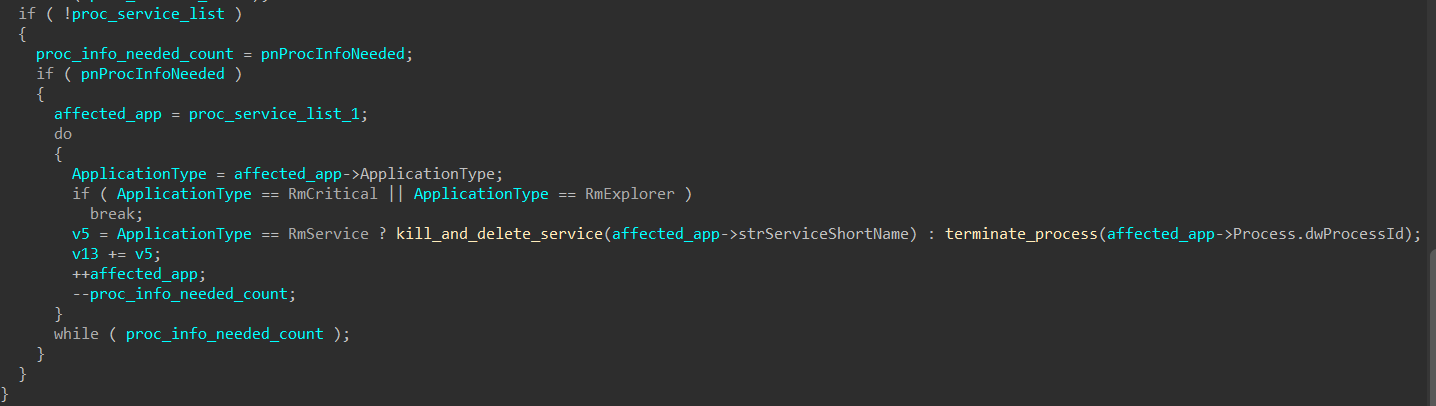 if ( !proc_service_list )
{
proc_info_needed_count = pnProcInfoNeeded;
if ( pnProcInfoNeeded )
{
affected_app = proc_service_list_1;
do
{
ApplicationType = affected_app->ApplicationType;
if ( ApplicationType == RmCritical || ApplicationType == RmExplorer )
break;
v5 = ApplicationType == RmService ? kill_and_delete_service(affected_app->strServiceShortName) : terminate_process(affected_app->Process.dwProcessId);
v13 += v5;
++affected_app;
--proc_info_needed_count;
}
while ( proc_info_needed_count );
}
}
}